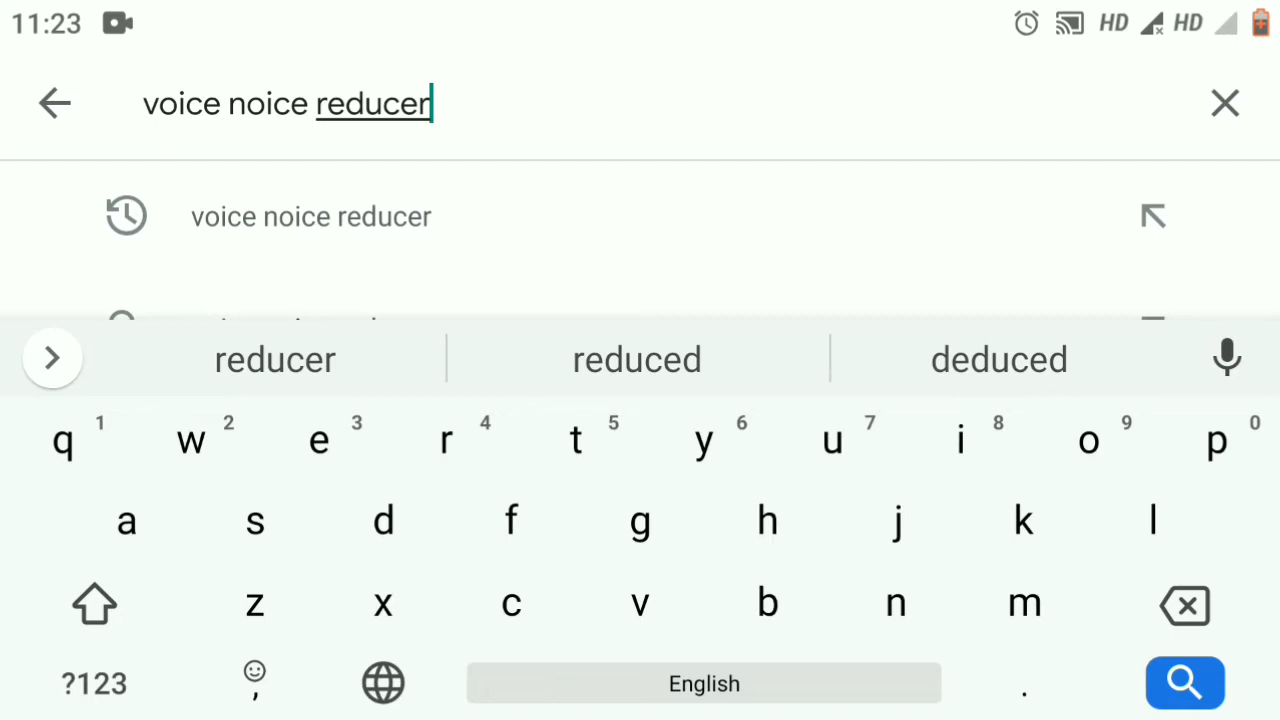 11:23 HD HD
voice noice reducer
voice noice reducer
reducer reduced deduced
q 1 w 2 e 3 r 4 t 5 y 6 u 7 i 8 o 9 p 0
a s d f g h j k l
z x c v b n m
?123 , English .